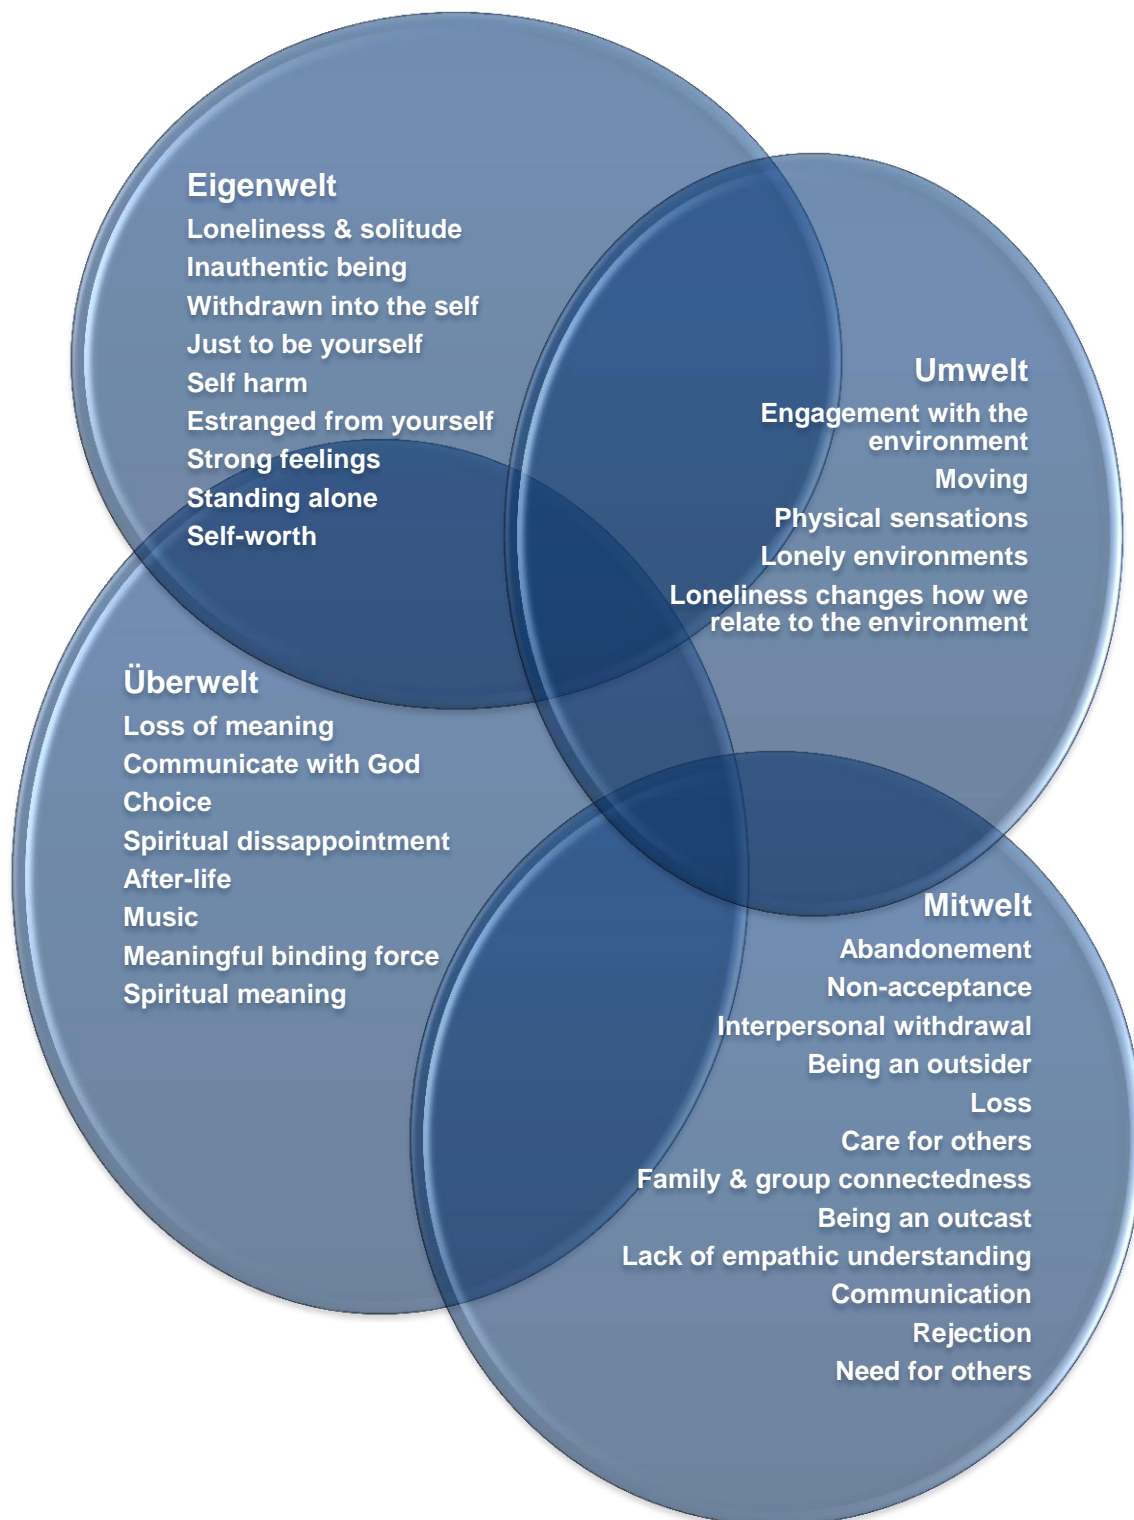 Eigenwelt
Loneliness & solitude
Inauthentic being
Withdrawn into the self
Just to be yourself
Self harm
Estranged from yourself
Strong feelings
Standing alone
Self-worth
Umwelt
Engagement with the
environment
Moving
Physical sensations
Lonely environments
Loneliness changes how we
relate to the environment
Überwelt
Loss of meaning
Communicate with God
Choice
Spiritual dissappointment
After-life
Music
Meaningful binding force
Spiritual meaning
Mitwelt
Abandonement
Non-acceptance
Interpersonal withdrawal
Being an outsider
Loss
Care for others
Family & group connectedness
Being an outcast
Lack of empathic understanding
Communication
Rejection
Need for others